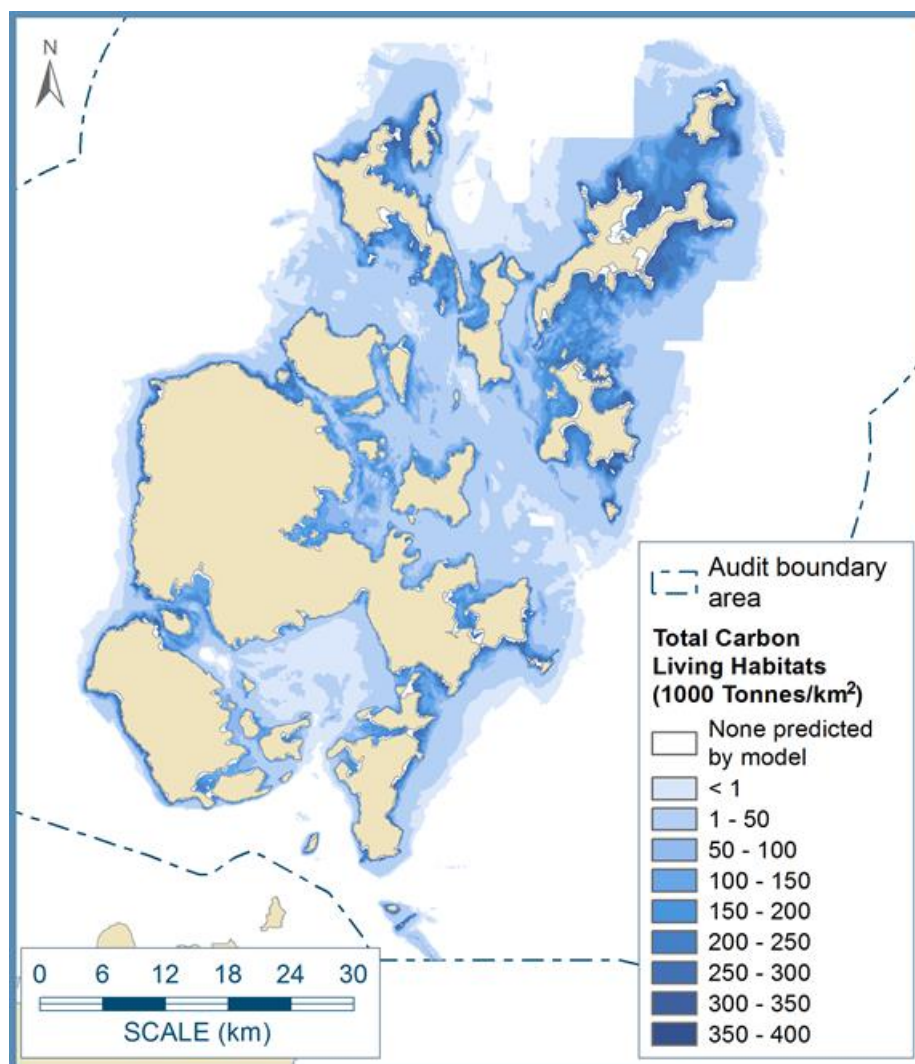 N
Audit boundary
area
Total Carbon
Living Habitats
(1000 Tonnes/km²)
None predicted
by model
< 1
1 - 50
50 - 100
100 - 150
150 - 200
200 - 250
250 - 300
300 - 350
350 - 400
0 6 12 18 24 30
SCALE (km)